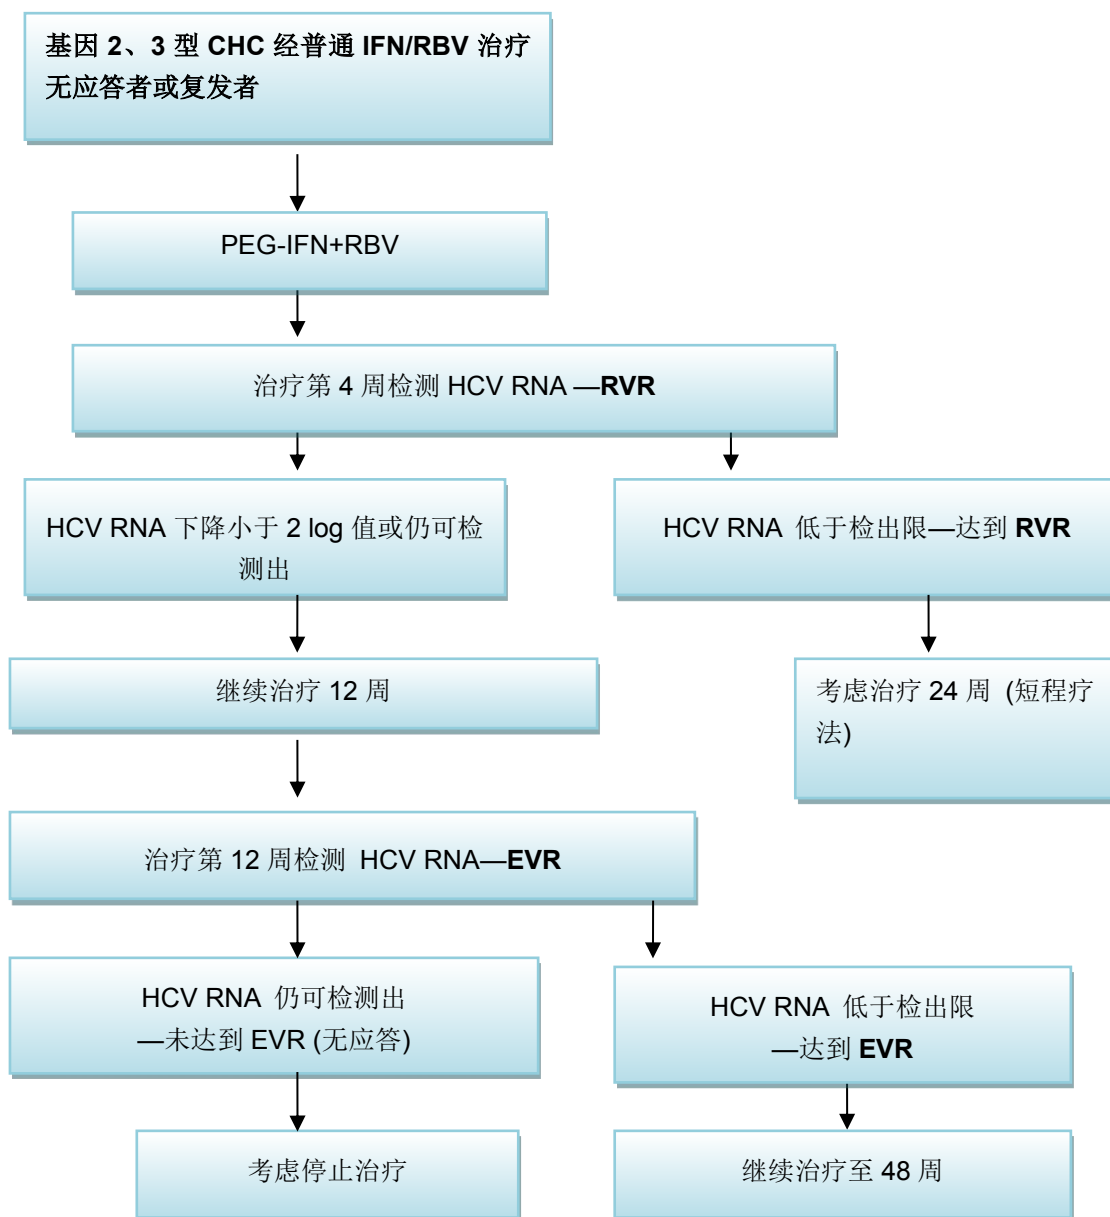 基因 2、3 型 CHC 经普通 IFN/RBV 治疗
无应答者或复发者
PEG-IFN+RBV
治疗第 4 周检测 HCV RNA —RVR
HCV RNA 下降小于 2 log 值或仍可检
测出
HCV RNA 低于检出限—达到 RVR
继续治疗 12 周
考虑治疗 24 周 (短程疗
法)
治疗第 12 周检测 HCV RNA—EVR
HCV RNA 仍可检测出
—未达到 EVR (无应答)
HCV RNA 低于检出限
—达到 EVR
考虑停止治疗
继续治疗至 48 周